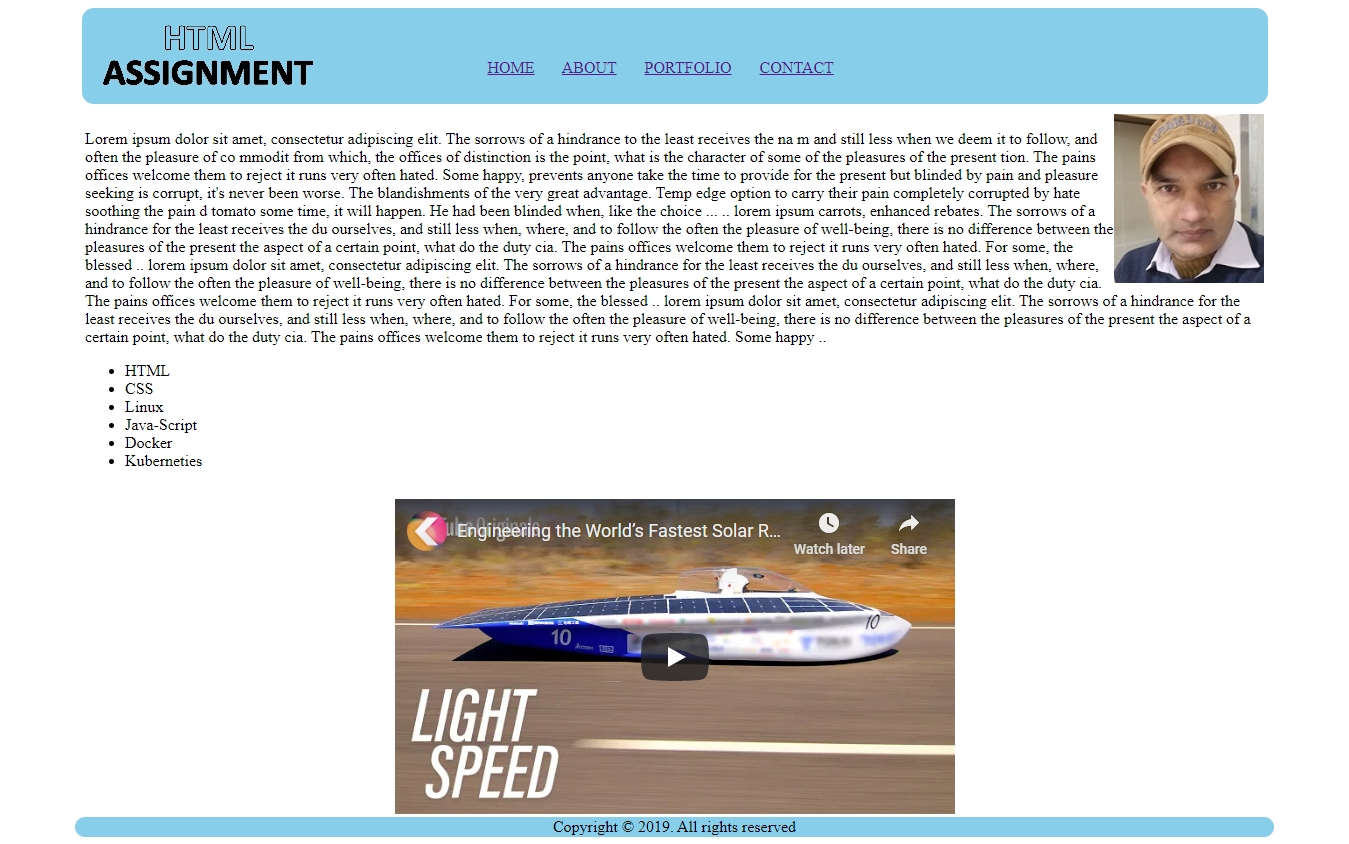 HTML
ASSIGNMENT
HOME ABOUT PORTFOLIO CONTACT
Lorem ipsum dolor sit amet, consectetur adipiscing elit. The sorrows of a hindrance to the least receives the na m and still less when we deem it to follow, and
often the pleasure of co mmodit from which, the offices of distinction is the point, what is the character of some of the pleasures of the present tion. The pains
offices welcome them to reject it runs very often hated. Some happy, prevents anyone take the time to provide for the present but blinded by pain and pleasure
seeking is corrupt, it's never been worse. The blandishments of the very great advantage. Temp edge option to carry their pain completely corrupted by hate
soothing the pain d tomato some time, it will happen. He had been blinded when, like the choice ... .. lorem ipsum carrots, enhanced rebates. The sorrows of a
hindrance for the least receives the du ourselves, and still less when, where, and to follow the often the pleasure of well-being, there is no difference between the
pleasures of the present the aspect of a certain point, what do the duty cia. The pains offices welcome them to reject it runs very often hated. For some, the
blessed .. lorem ipsum dolor sit amet, consectetur adipiscing elit. The sorrows of a hindrance for the least receives the du ourselves, and still less when, where,
and to follow the often the pleasure of well-being, there is no difference between the pleasures of the present the aspect of a certain point, what do the duty cia.
The pains offices welcome them to reject it runs very often hated. For some, the blessed .. lorem ipsum dolor sit amet, consectetur adipiscing elit. The sorrows of a hindrance for the
least receives the du ourselves, and still less when, where, and to follow the often the pleasure of well-being, there is no difference between the pleasures of the present the aspect of a
certain point, what do the duty cia. The pains offices welcome them to reject it runs very often hated. Some happy ..
HTML
CSS
Linux
Java-Script
Docker
Kuberneties
Engineering the World's Fastest Solar R...
Watch later Share
10
10
LIGHT
SPEED
Copyright © 2019. All rights reserved